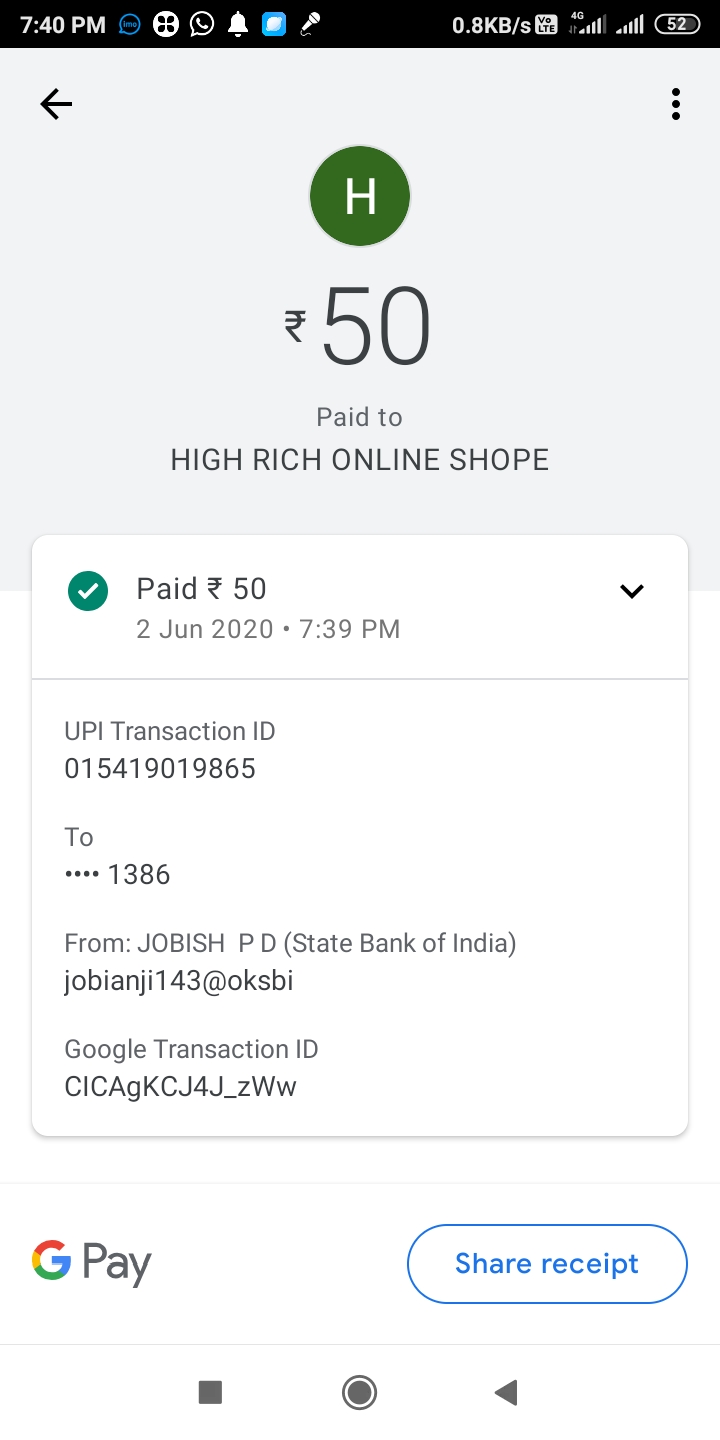 7:40 PM imo 0.8KB/s Vo LTE 4G 52
H
₹ 50
Paid to
HIGH RICH ONLINE SHOPE
Paid ₹ 50
2 Jun 2020 • 7:39 PM
UPI Transaction ID
015419019865
To
•••• 1386
From: JOBISH  P D (State Bank of India)
jobianji143@oksbi
Google Transaction ID
CICAgKCJ4J_zWw
G Pay
Share receipt